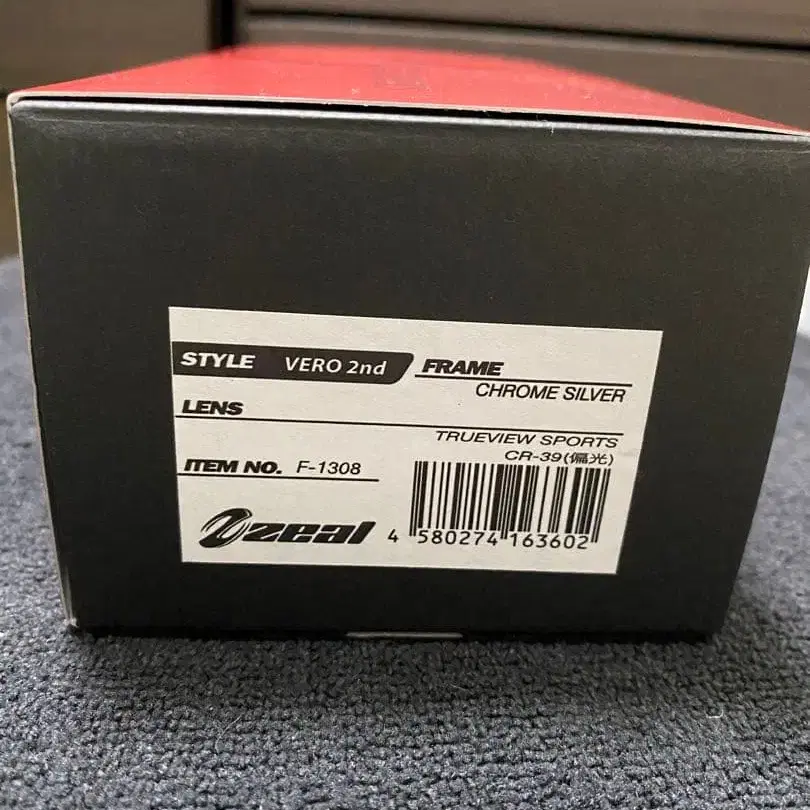 STYLE VERO 2nd FRAME
CHROME SILVER
LENS
TRUEVIEW SPORTS
CR-39(偏光)
ITEM NO. F-1308
zeal
4 580274 163602